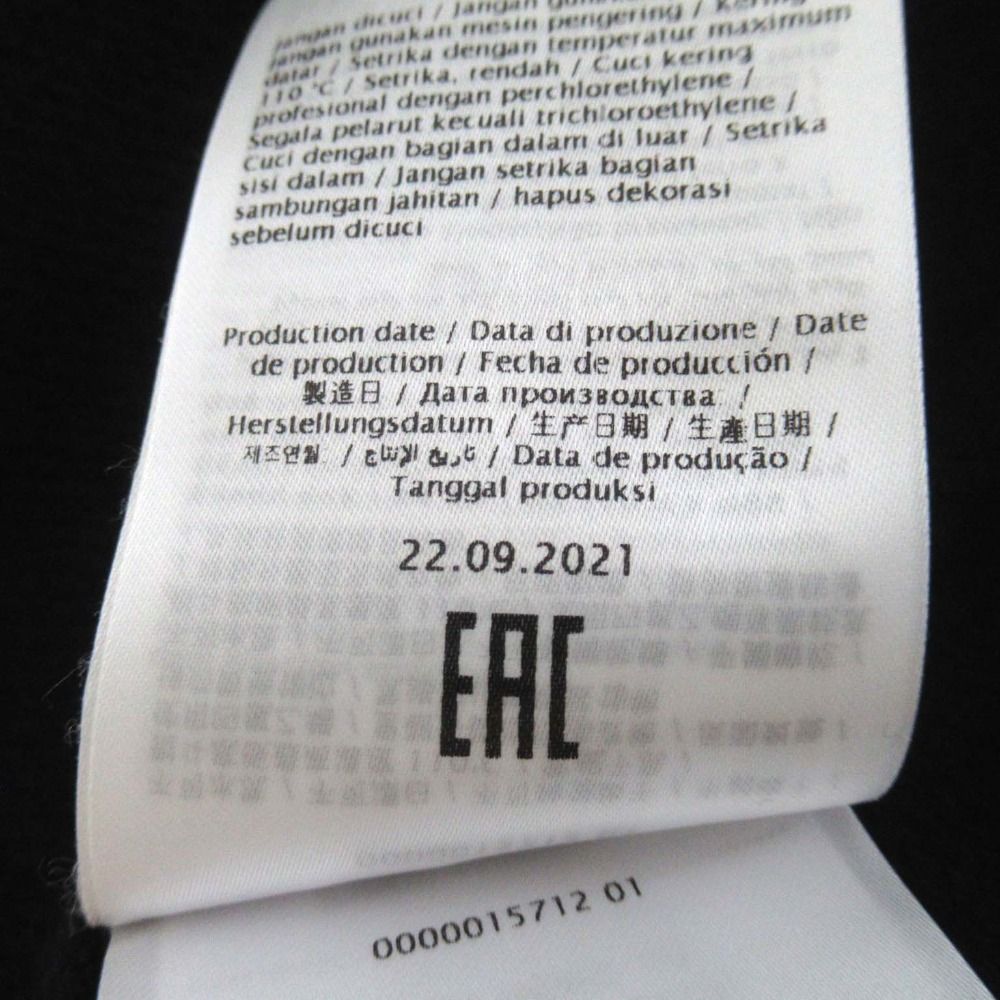 jangan dicuci / Jangan
jangan gunakan mesin pengering / Kering
datar / Setrika dengan temperatur maximum
110 °C / Setrika, rendah / Cuci kering
profesional dengan perchlorethylene /
Segala pelarut kecuali trichloroethylene /
Cuci dengan bagian dalam di luar / Setrika
sisi dalam / Jangan setrika bagian
sambungan jahitan / hapus dekorasi
sebelum dicuci
Production date / Data di produzione / Date
de production / Fecha de producción /
製造日 / Дата производства: /
Herstellungsdatum / 生产日期 / 生產日期 /
제조연월: / تاريخ الإنتاج / Data de produção /
Tanggal produksi
22.09.2021
EAC
0000015712 01